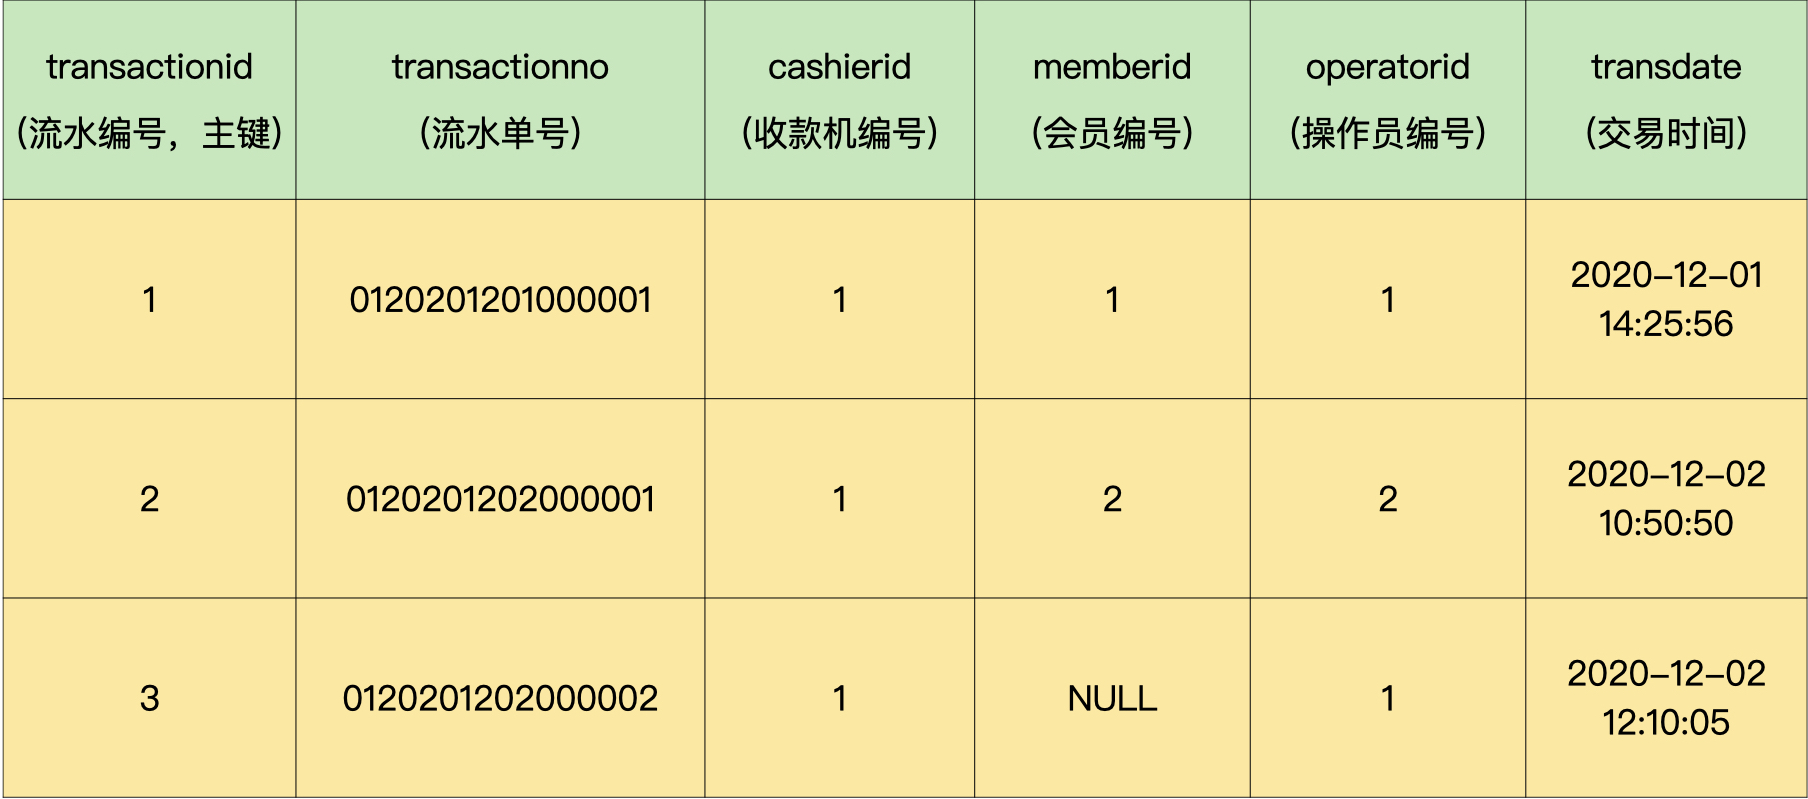 transactionid
(流水编号，主键)
transactionno
(流水单号)
cashierid
(收款机编号)
memberid
(会员编号)
operatorid
(操作员编号)
transdate
(交易时间)
1
0120201201000001
1
1
1
2020-12-01
14:25:56
2
0120201202000001
1
2
2
2020-12-02
10:50:50
3
0120201202000002
1
NULL
1
2020-12-02
12:10:05